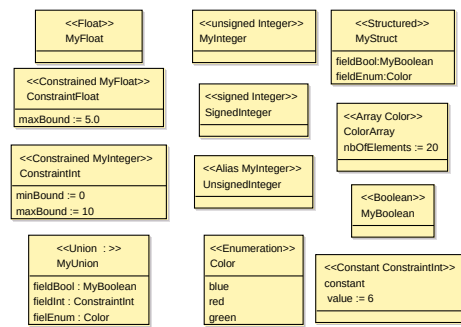 <<Float>>
MyFloat
<<Constrained MyFloat>>
ConstraintFloat
maxBound := 5.0
<<Constrained MyInteger>>
ConstraintInt
minBound := 0
maxBound := 10
<<Union : >>
MyUnion
fieldBool : MyBoolean
fieldInt : ConstraintInt
fielEnum : Color
<<unsigned Integer>>
MyInteger
<<signed Integer>>
SignedInteger
<<Alias MyInteger>>
UnsignedInteger
<<Enumeration>>
Color
blue
red
green
<<Structured>>
MyStruct
fieldBool:MyBoolean
fieldEnum:Color
<<Array Color>>
ColorArray
nbOfElements := 20
<<Boolean>>
MyBoolean
<<Constant ConstraintInt>>
constant
value := 6